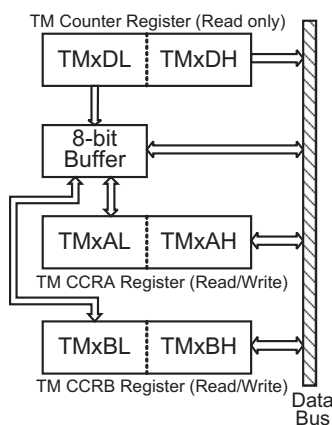 TM Counter Register (Read only)
TMxDL TMxDH
8-bit
Buffer
TMxAL TMxAH
TM CCRA Register (Read/Write)
TMxBL TMxBH
TM CCRB Register (Read/Write)
Data
Bus